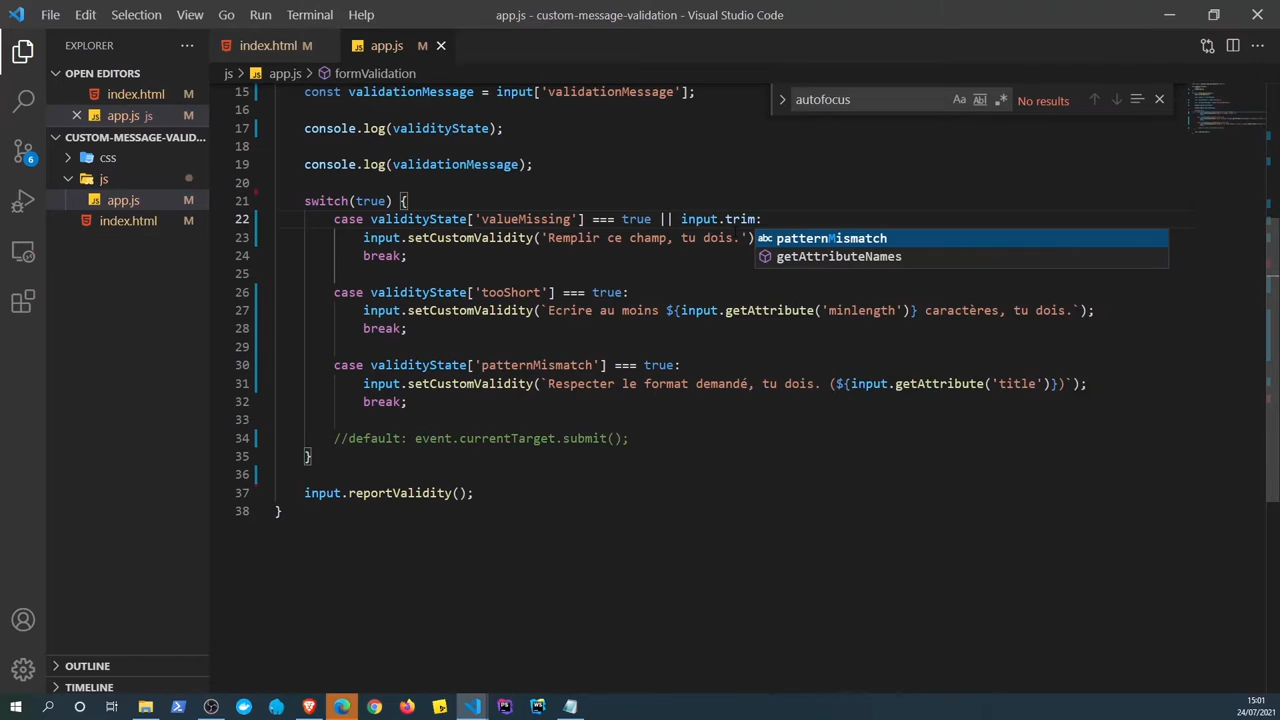 File Edit Selection View Go Run Terminal Help
app.js - custom-message-validation - Visual Studio Code
EXPLORER
OPEN EDITORS
index.html M
app.js js M
CUSTOM-MESSAGE-VALID...
css
js
app.js M
index.html M
OUTLINE
TIMELINE
6
index.html M
JS app.js M
js > JS app.js > formValidation
autofocus Aa Abl .* No results
15 const validationMessage = input['validationMessage'];
16
17 console.log(validityState);
18
19 console.log(validationMessage);
20
21 switch(true) {
22 case validityState['valueMissing'] === true || input.trim:
23 input.setCustomValidity('Remplir ce champ, tu dois.')
abc patternMismatch
getAttributeNames
24 break;
25
26 case validityState['tooShort'] === true:
27 input.setCustomValidity(`Ecrire au moins ${input.getAttribute('minlength')} caractères, tu dois.`);
28 break;
29
30 case validityState['patternMismatch'] === true:
31 input.setCustomValidity(`Respecter le format demandé, tu dois. (${input.getAttribute('title')})`);
32 break;
33
34 //default: event.currentTarget.submit();
35 }
36
37 input.reportValidity();
38 }
15:01
24/07/2021